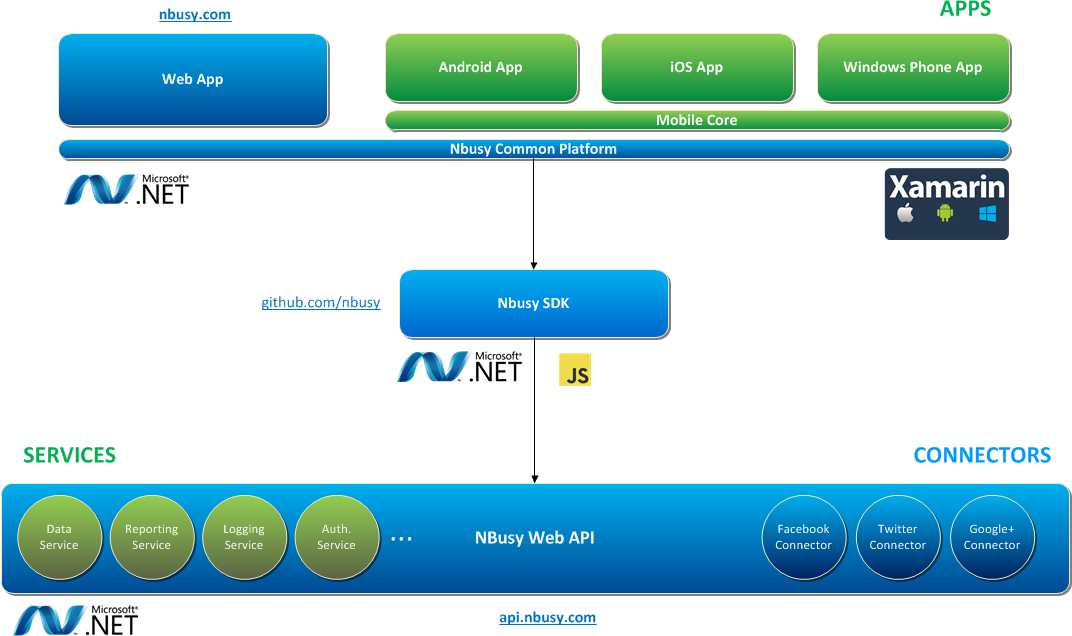 nbusy.com
APPS
Web App
Android App
iOS App
Windows Phone App
Mobile Core
Nbusy Common Platform
Microsoft®
.NET
Xamarin
github.com/nbusy
Nbusy SDK
Microsoft®
.NET
JS
SERVICES
CONNECTORS
Data
Service
Reporting
Service
Logging
Service
Auth.
Service
...
NBusy Web API
Facebook
Connector
Twitter
Connector
Google+
Connector
Microsoft®
.NET
api.nbusy.com